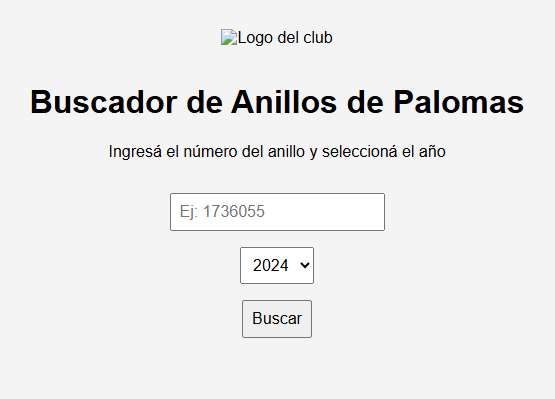 Logo del club
Buscador de Anillos de Palomas
Ingresá el número del anillo y seleccioná el año
Ej: 1736055
2024
Buscar